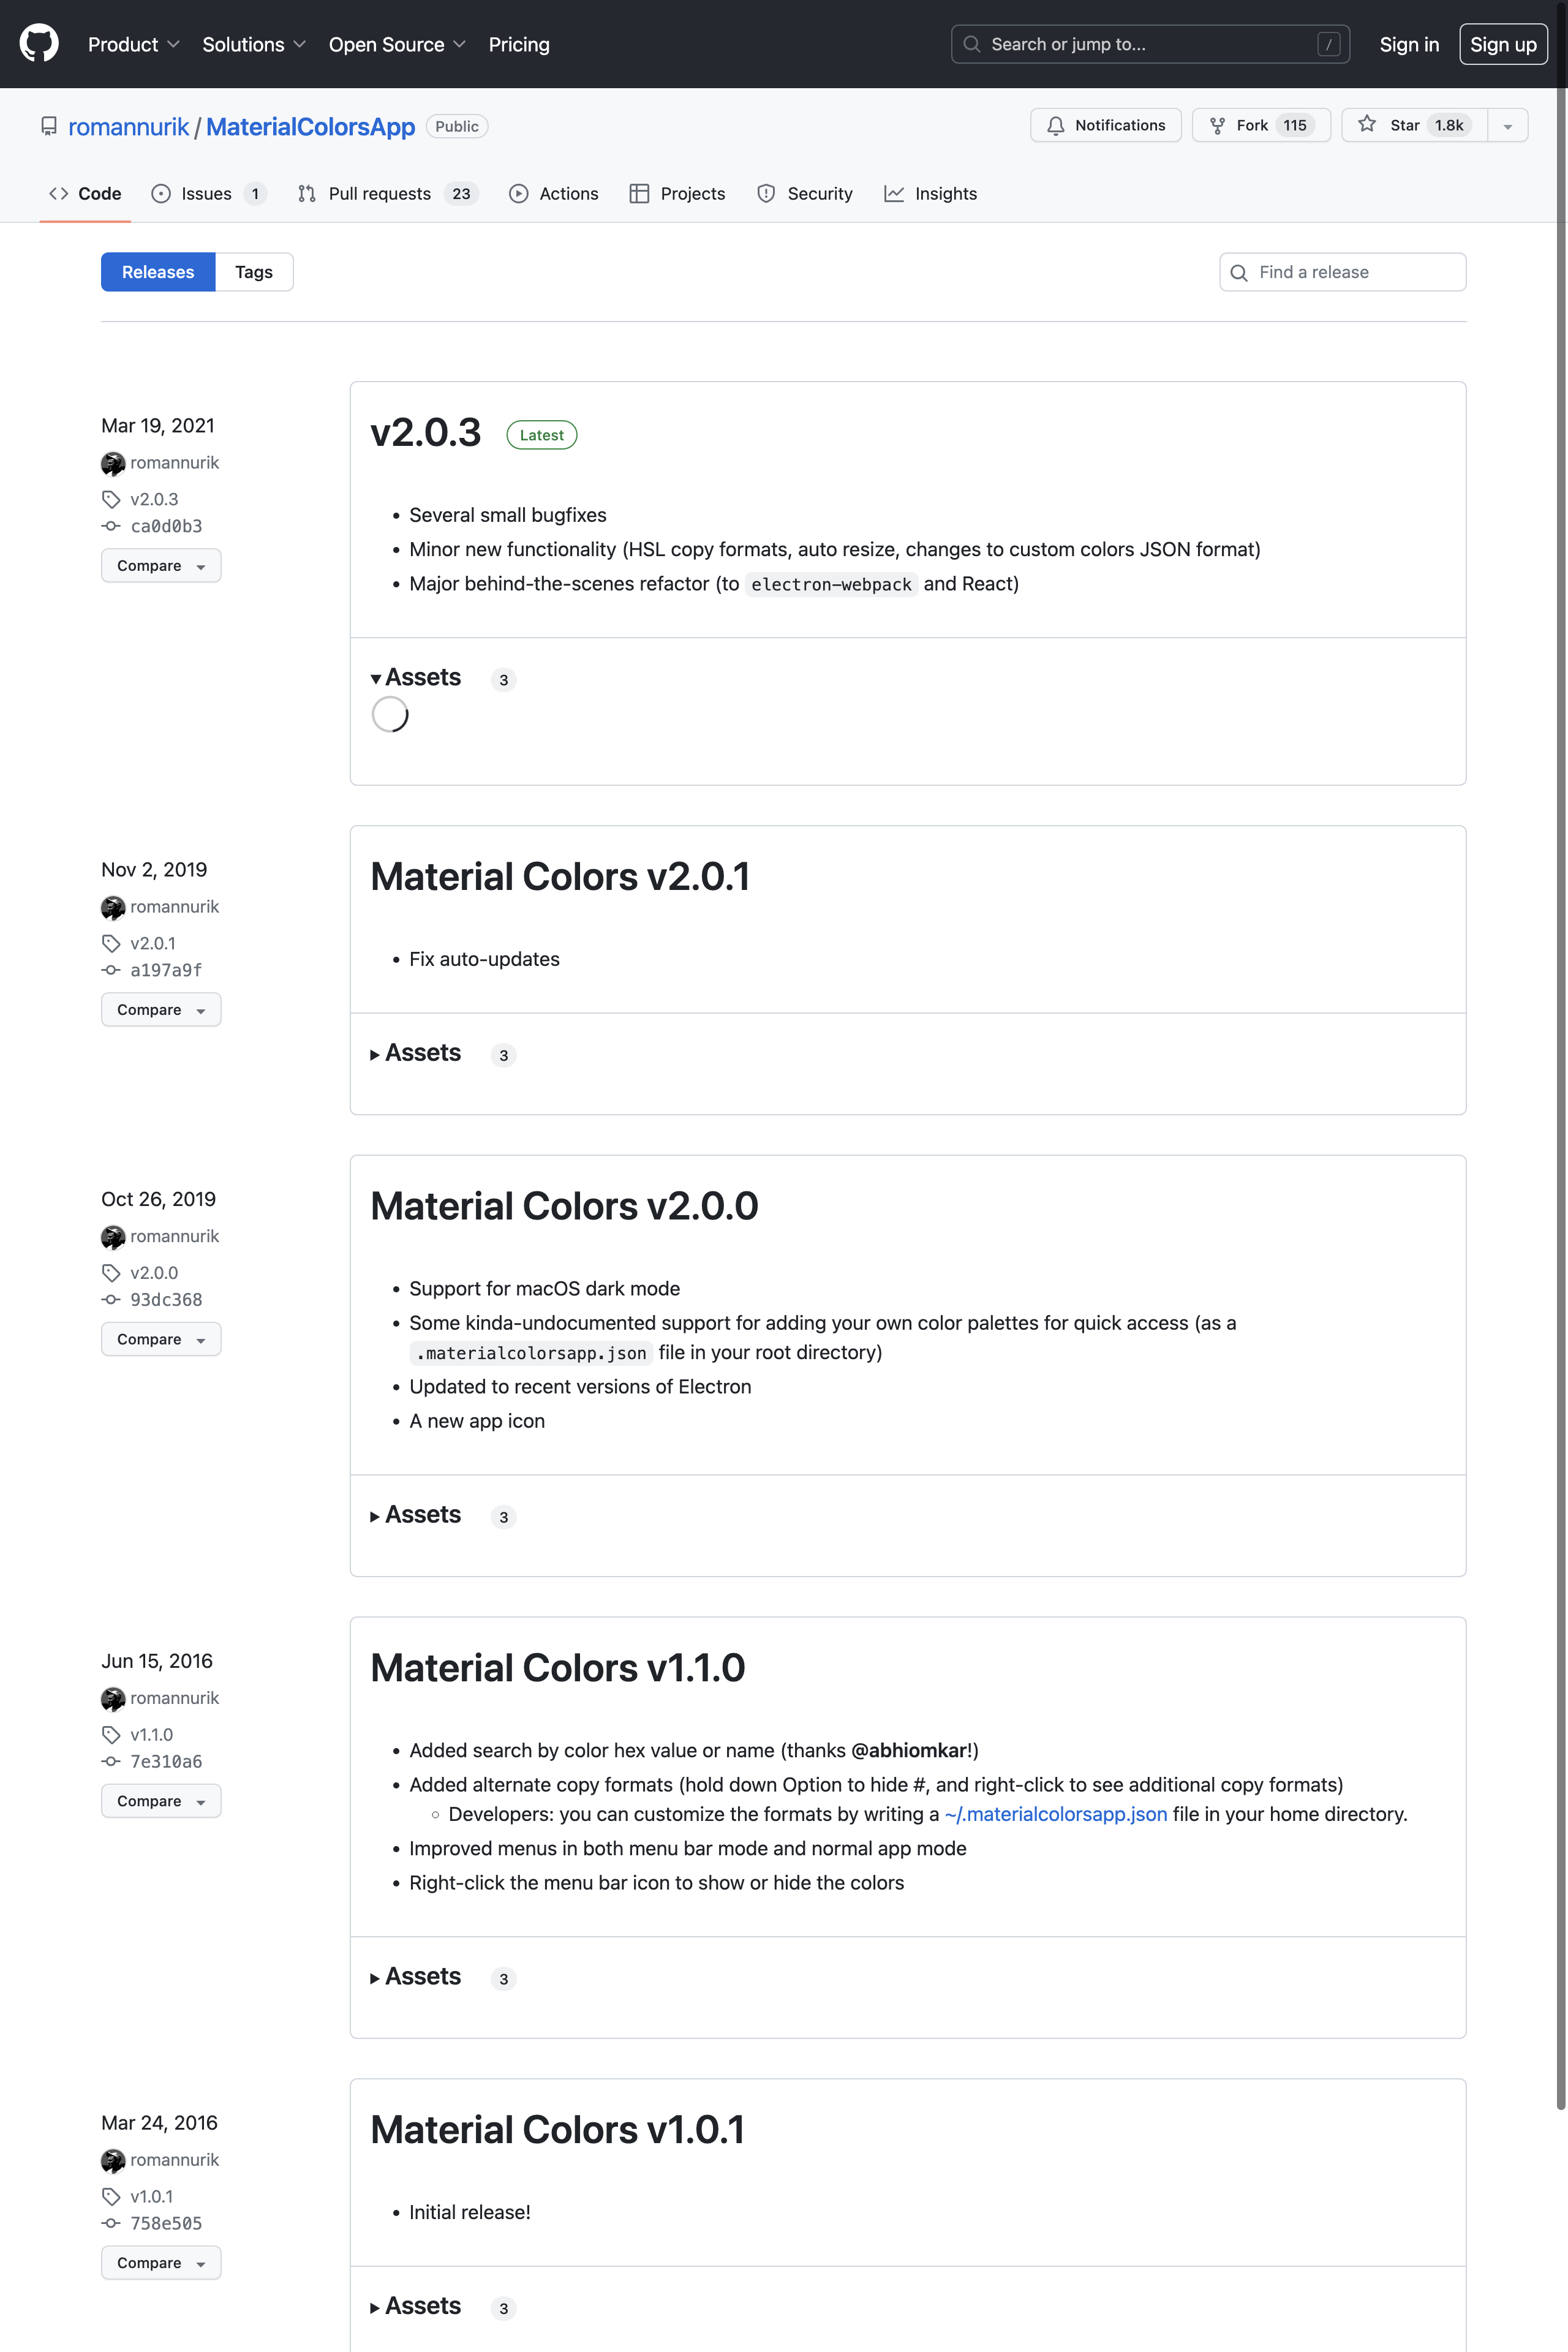 Product Solutions Open Source Pricing Search or jump to... / Sign in Sign up
romannurik / MaterialColorsApp Public Notifications Fork 115 Star 1.8k
Code Issues 1 Pull requests 23 Actions Projects Security Insights
Releases Tags Find a release
Mar 19, 2021
romannurik
v2.0.3
ca0d0b3
Compare
v2.0.3 Latest
• Several small bugfixes
• Minor new functionality (HSL copy formats, auto resize, changes to custom colors JSON format)
• Major behind-the-scenes refactor (to electron-webpack and React)
Assets 3
Nov 2, 2019
romannurik
v2.0.1
a197a9f
Compare
Material Colors v2.0.1
• Fix auto-updates
Assets 3
Oct 26, 2019
romannurik
v2.0.0
93dc368
Compare
Material Colors v2.0.0
• Support for macOS dark mode
• Some kinda-undocumented support for adding your own color palettes for quick access (as a
.materialcolorsapp.json file in your root directory)
• Updated to recent versions of Electron
• A new app icon
Assets 3
Jun 15, 2016
romannurik
v1.1.0
7e310a6
Compare
Material Colors v1.1.0
• Added search by color hex value or name (thanks @abhiomkar!)
• Added alternate copy formats (hold down Option to hide #, and right-click to see additional copy formats)
◦ Developers: you can customize the formats by writing a ~/.materialcolorsapp.json file in your home directory.
• Improved menus in both menu bar mode and normal app mode
• Right-click the menu bar icon to show or hide the colors
Assets 3
Mar 24, 2016
romannurik
v1.0.1
758e505
Compare
Material Colors v1.0.1
• Initial release!
Assets 3